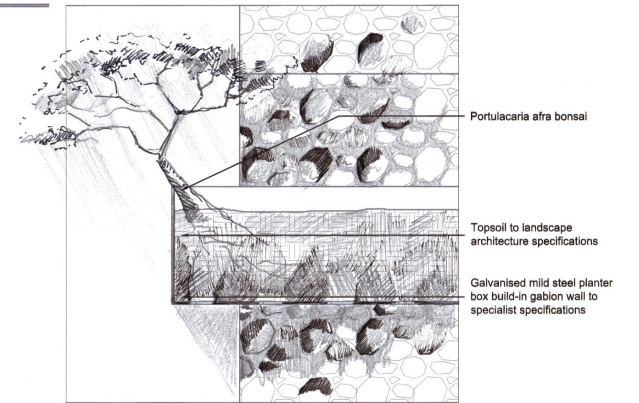 Portulacaria afra bonsai
Topsoil to landscape
architecture specifications
Galvanised mild steel planter
box build-in gabion wall to
specialist specifications